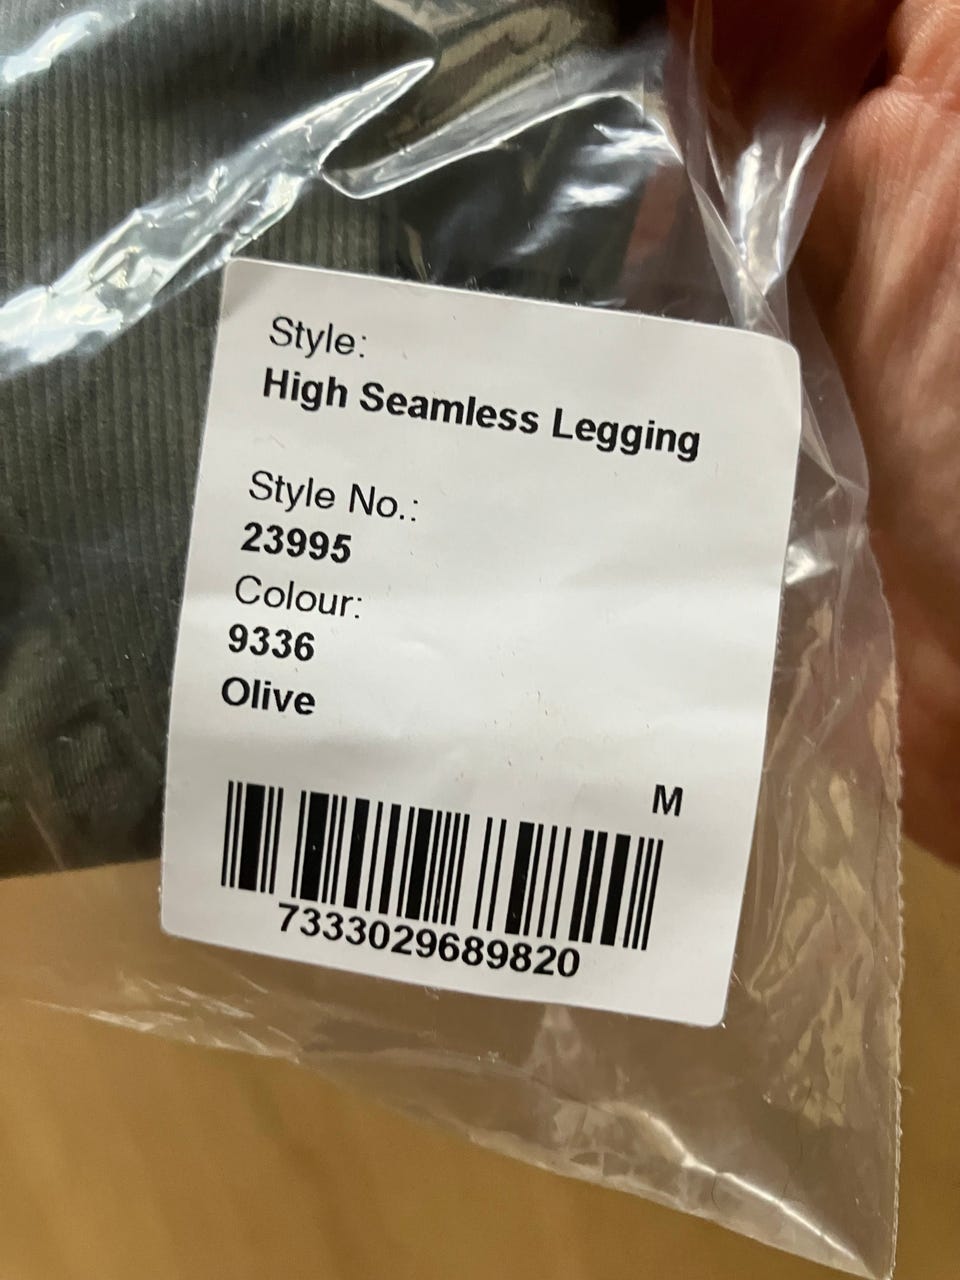 Style:
High Seamless Legging
Style No.:
23995
Colour:
9336
Olive
M
7333029689820